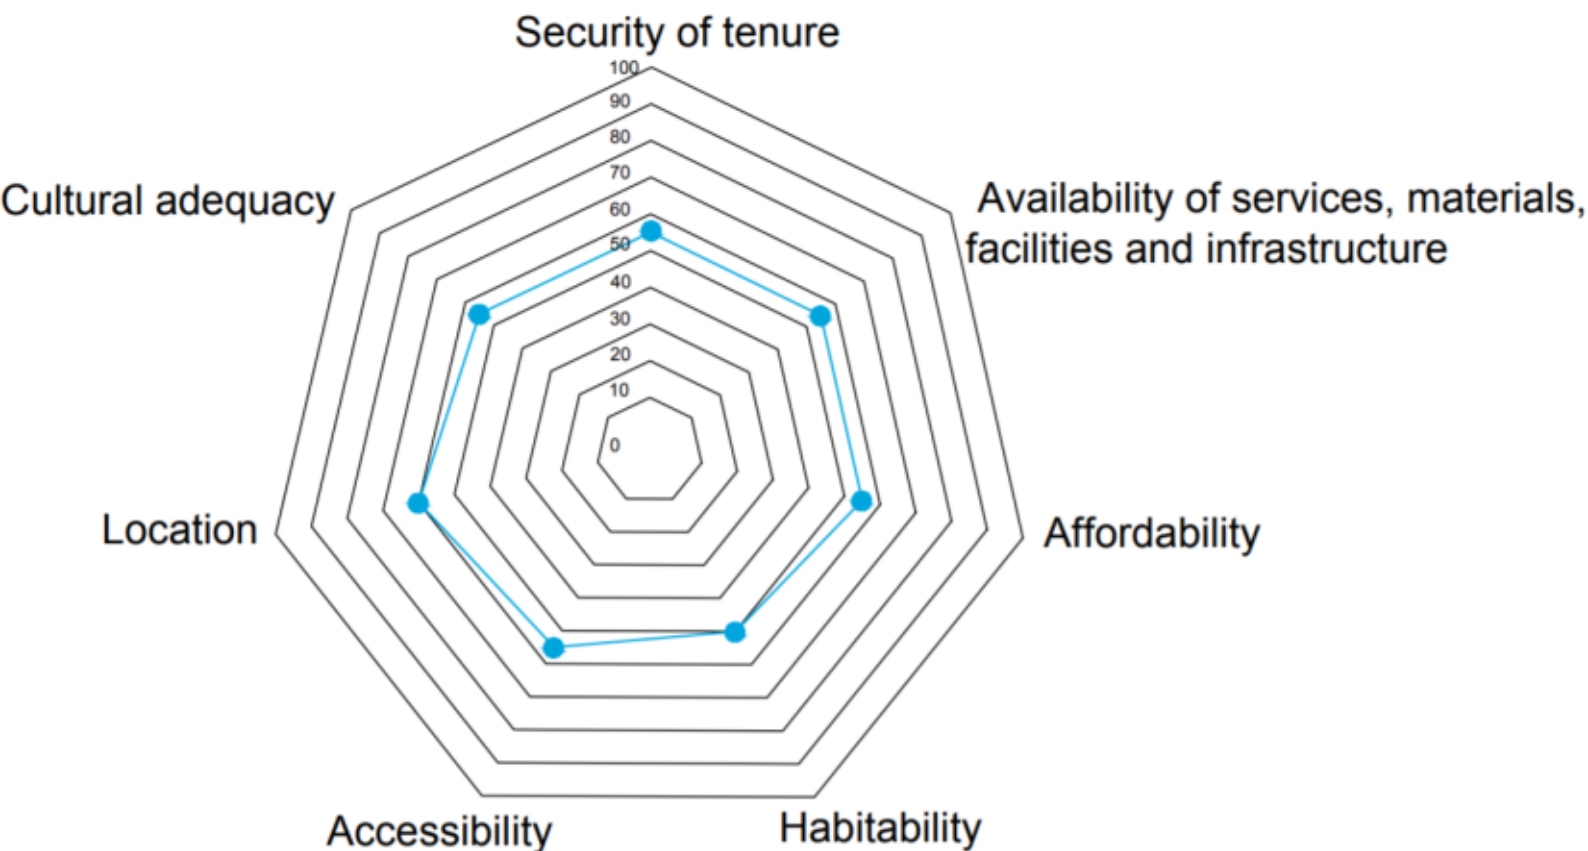 Security of tenure
100
90
80
70
60
50
40
30
20
10
0
Cultural adequacy
Availability of services, materials,
facilities and infrastructure
Location
Affordability
Accessibility
Habitability